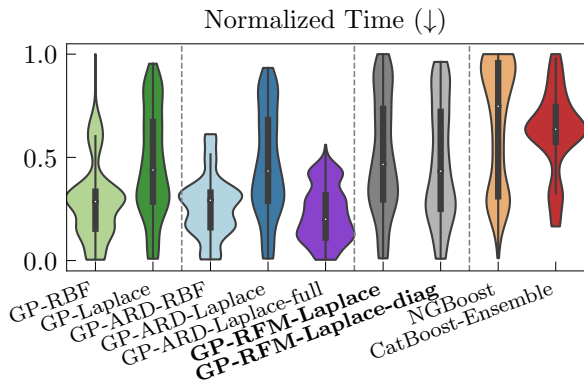 Normalized Time (↓)
1.0
0.5
0.0
GP-RBF
GP-Laplace
GP-ARD-RBF
GP-ARD-Laplace
GP-ARD-Laplace-full
GP-RFM-Laplace
GP-RFM-Laplace-diag
NGBoost
CatBoost-Ensemble